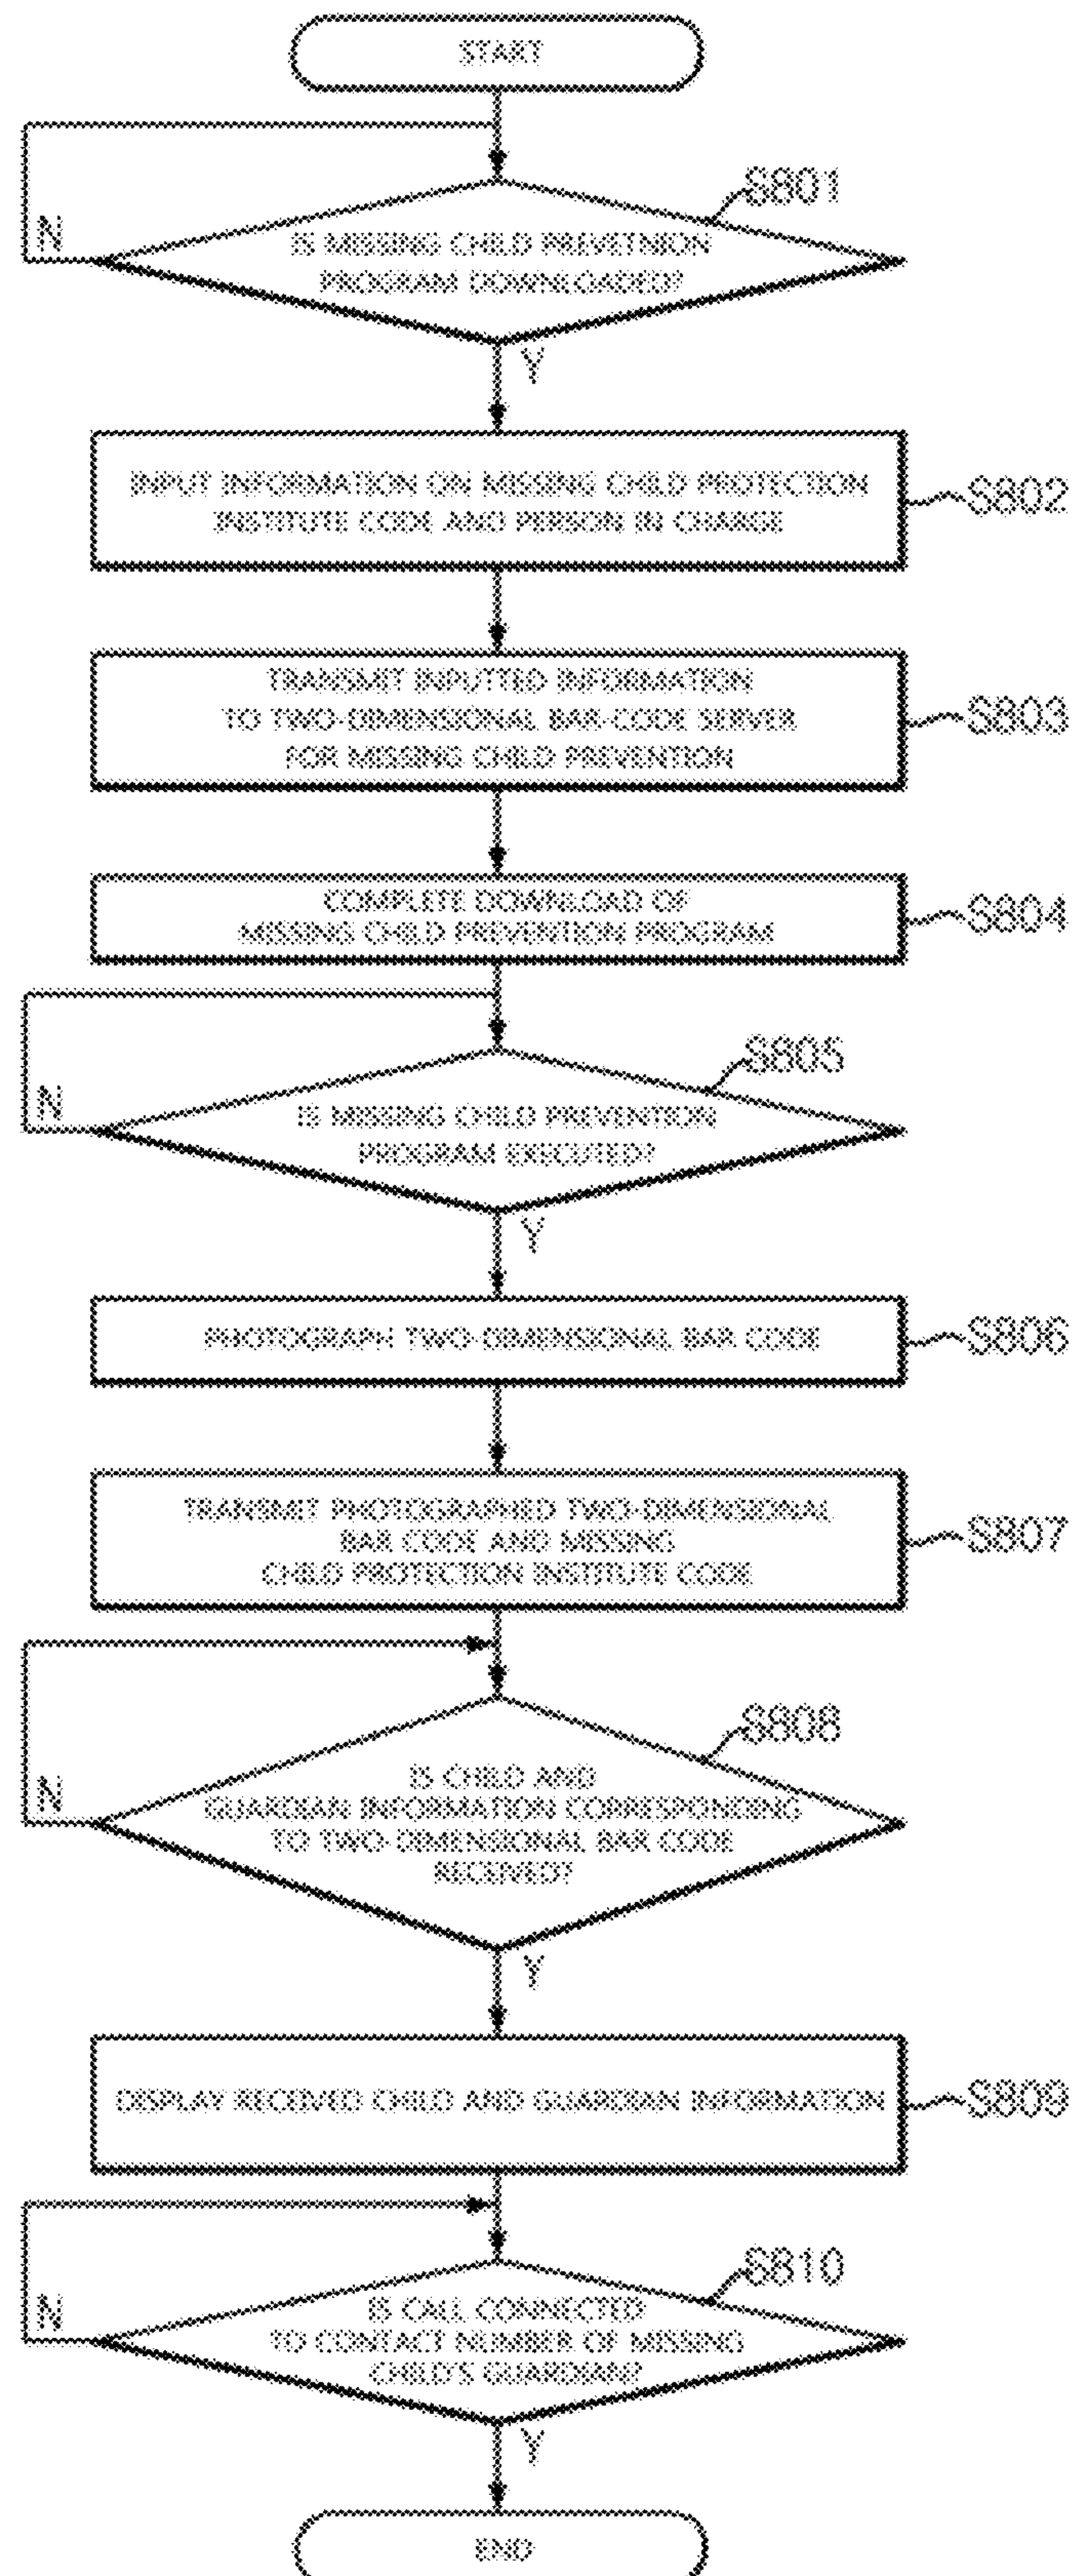 START
S801
N
IS MISSING CHILD PREVETNION
PROGRAM DOWNLOADED?
Y
INPUT INFORMATION ON MISSING CHILD PROTECTION
INSTITUTE CODE AND PERSON IN CHARGE
S802
TRANSMIT INPUTTED INFORMATION
TO TWO-DIMENSIONAL BAR-CODE SERVER
FOR MISSING CHILD PREVENTION
S803
COMPLETE DOWNLOAD OF
MISSING CHILD PREVENTION PROGRAM
S804
S805
N
IS MISSING CHILD PREVENTION
PROGRAM EXECUTED?
Y
PHOTOGRAPH TWO-DIMENSIONAL BAR CODE
S806
TRANSMIT PHOTOGRAPHED TWO-DIMENSIONAL
BAR CODE AND MISSING
CHILD PROTECTION INSTITUTE CODE
S807
S808
N
IS CHILD AND
GUARDIAN INFORMATION CORRESPONDING
TO TWO-DIMENSIONAL BAR CODE
RECEIVED?
Y
DISPLAY RECEIVED CHILD AND GUARDIAN INFORMATION
S809
S810
N
IS CALL CONNECTED
TO CONTACT NUMBER OF MISSING
CHILD'S GUARDIAN?
Y
END